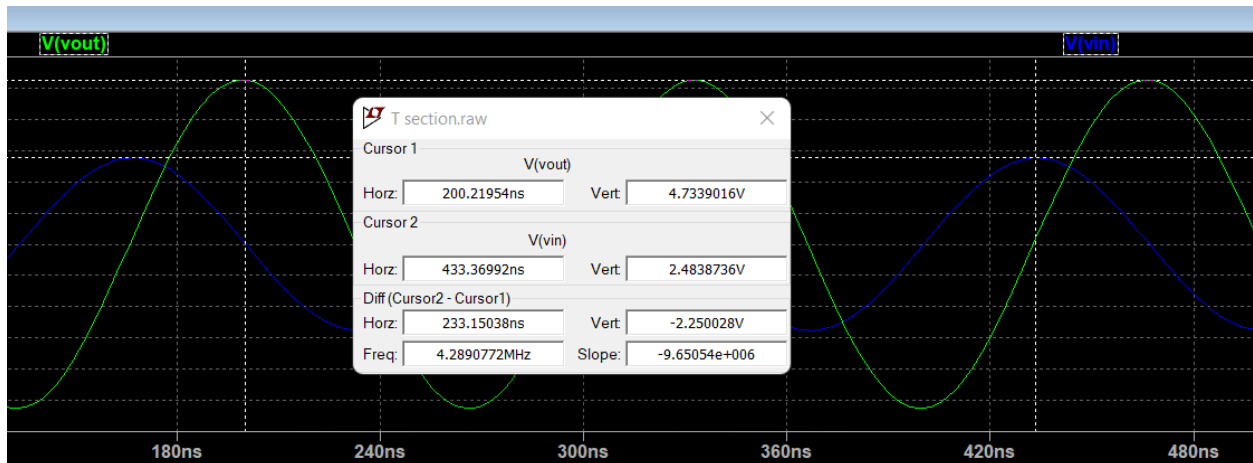 V(vout) V(vin)
T section.raw
Cursor 1
V(vout)
Horz: 200.21954ns Vert: 4.7339016V
Cursor 2
V(vin)
Horz: 433.36992ns Vert: 2.4838736V
Diff (Cursor2 - Cursor1)
Horz: 233.15038ns Vert: -2.250028V
Freq: 4.2890772MHz Slope: -9.65054e+006
180ns 240ns 300ns 360ns 420ns 480ns